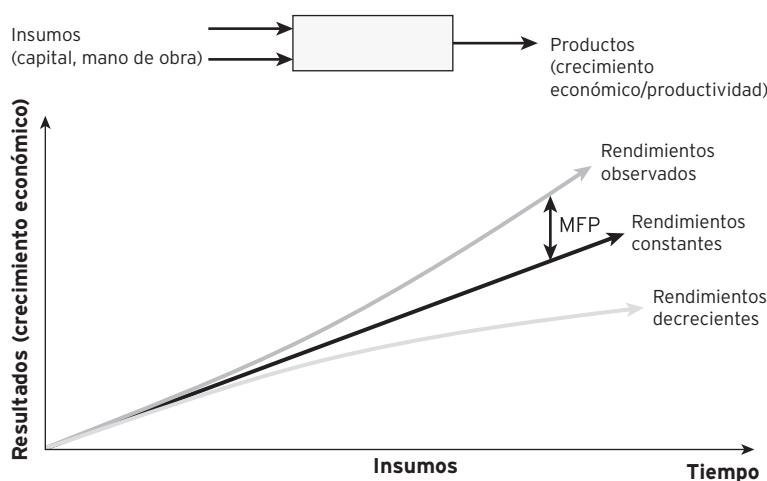 Insumos
(capital, mano de obra)
Productos
(crecimiento
económico/productividad)
Resultados (crecimiento económico)
Rendimientos
observados
MFP
Rendimientos
constantes
Rendimientos
decrecientes
Insumos
Tiempo